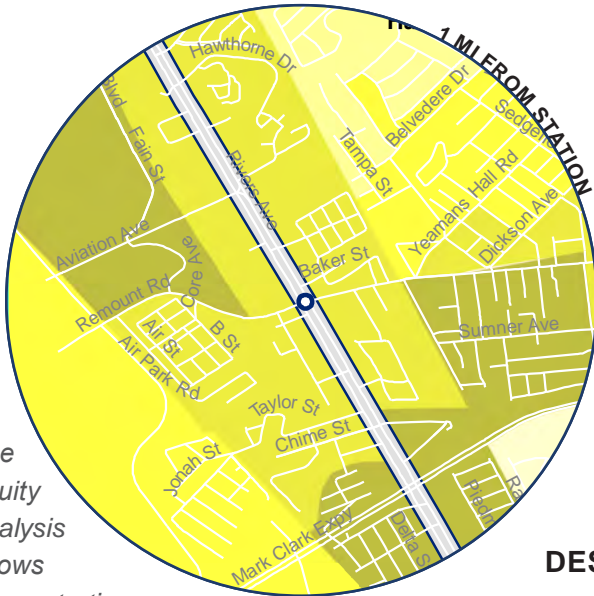 1 MI FROM STATION
Hawthorne Dr
Blvd
Fain St
Rivers Ave
Tampa St
Belvedere Dr
Yeamans Hall Rd
Dickson Ave
Aviation Ave
Core Ave
Baker St
Remount Rd
Air St
B St
Sumner Ave
Air Park Rd
Taylor St
Chime St
Jonah St
Mark Clark Expy
Delta S
uity
alysis
ows
DES